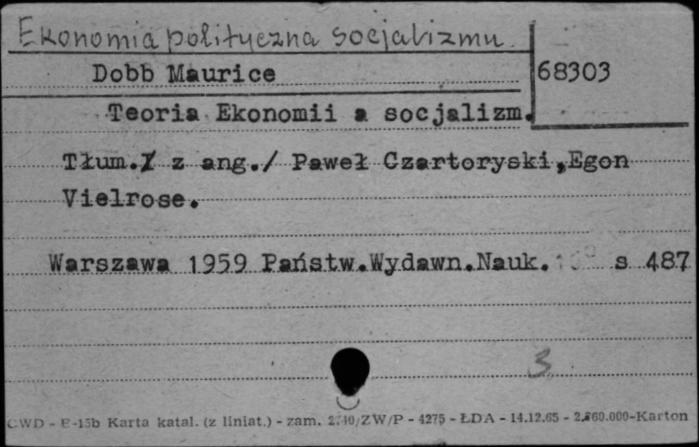 Ekonomia polityczna socjalizmu
Dobb Maurice
68303
Teoria Ekonomii a socjalizm.
Tłum./ z ang./ Paweł Czartoryski,Egon
Vielrose.
Warszawa 1959 Państw.Wydawn.Nauk. s 487
3
CWD - E-15b Karta katal. (z liniat.) - zam. /ZW/P - 4275 - ŁDA - 14.12.65 - -Karton